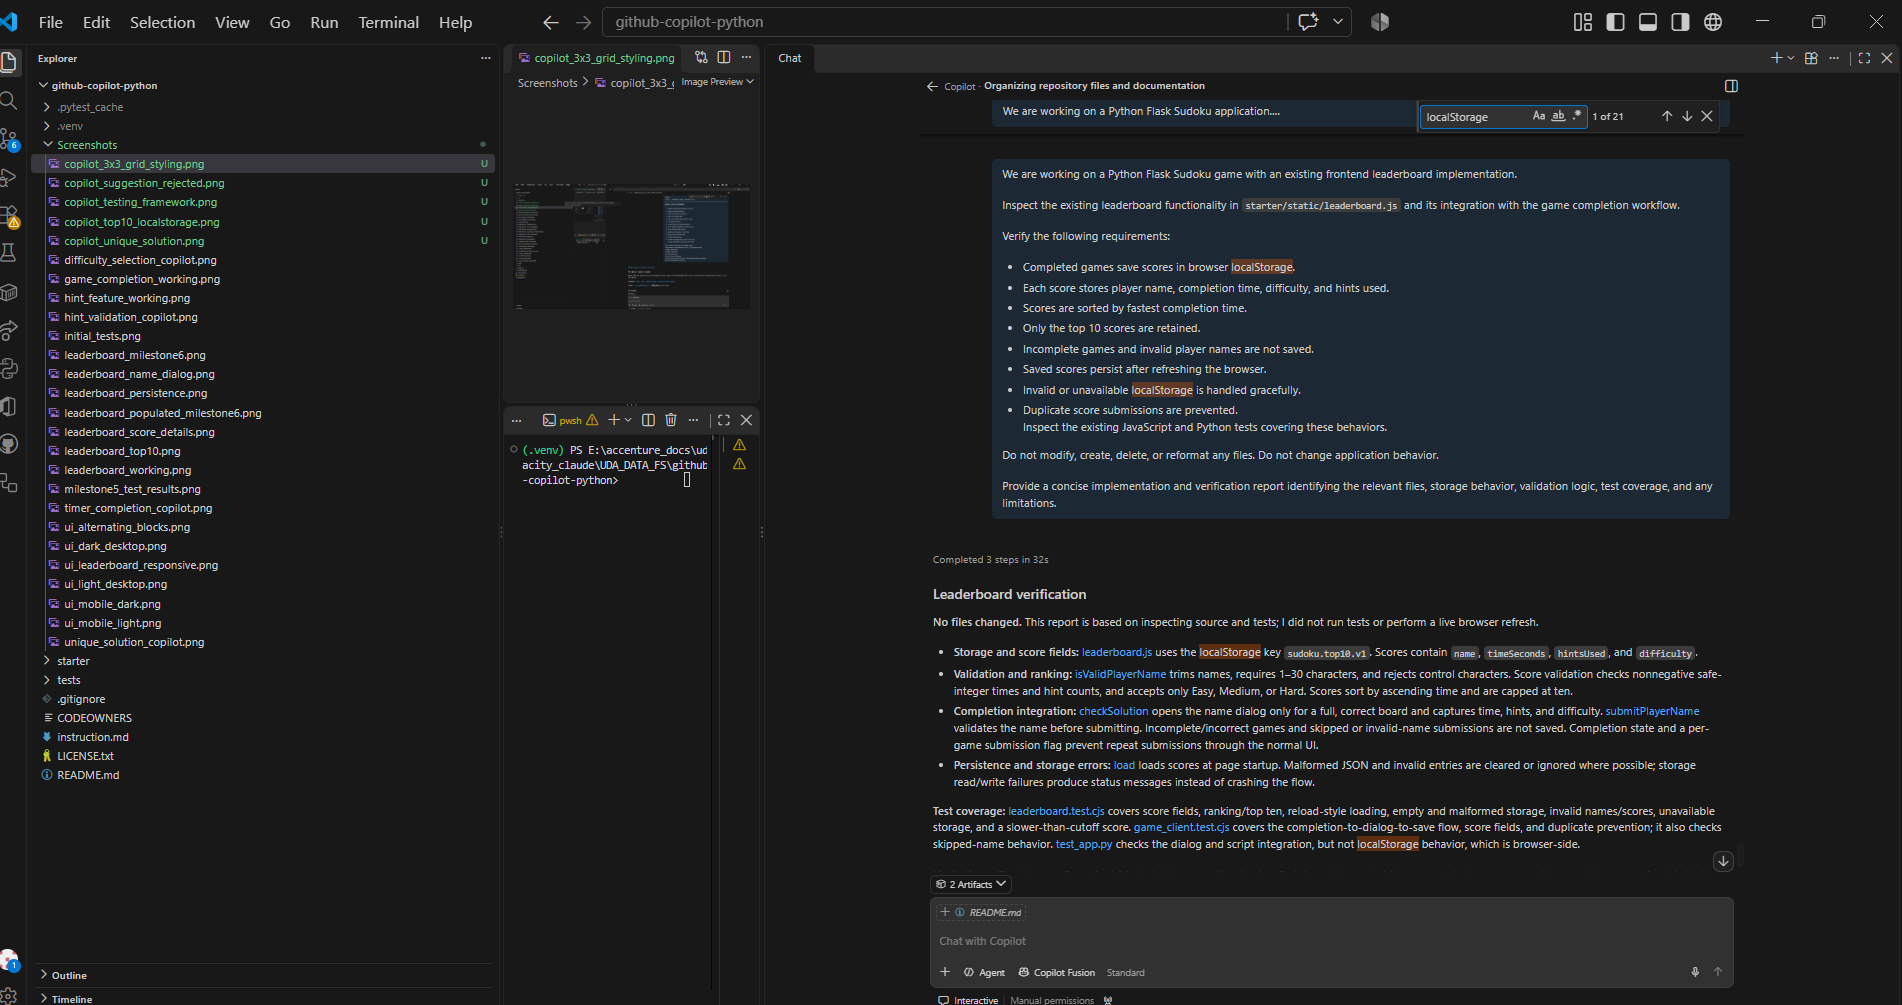 File Edit Selection View Go Run Terminal Help
github-copilot-python
Explorer
github-copilot-python
.pytest_cache
.venv
Screenshots
copilot_3x3_grid_styling.png U
copilot_suggestion_rejected.png U
copilot_testing_framework.png U
copilot_top10_localstorage.png U
copilot_unique_solution.png U
difficulty_selection_copilot.png
game_completion_working.png
hint_feature_working.png
hint_validation_copilot.png
initial_tests.png
leaderboard_milestone6.png
leaderboard_name_dialog.png
leaderboard_persistence.png
leaderboard_populated_milestone6.png
leaderboard_score_details.png
leaderboard_top10.png
leaderboard_working.png
milestone5_test_results.png
timer_completion_copilot.png
ui_alternating_blocks.png
ui_dark_desktop.png
ui_leaderboard_responsive.png
ui_light_desktop.png
ui_mobile_dark.png
ui_mobile_light.png
unique_solution_copilot.png
starter
tests
.gitignore
CODEOWNERS
instruction.md
LICENSE.txt
README.md
Outline
Timeline
6
1
copilot_3x3_grid_styling.png
Screenshots > copilot_3x3_ Image Preview
pwsh
(.venv) PS E:\accenture_docs\ud
acity_claude\UDA_DATA_FS\github
-copilot-python>
Chat
Copilot · Organizing repository files and documentation
We are working on a Python Flask Sudoku application....
localStorage Aa ab .* 1 of 21
We are working on a Python Flask Sudoku game with an existing frontend leaderboard implementation.
Inspect the existing leaderboard functionality in starter/static/leaderboard.js and its integration with the game completion workflow.
Verify the following requirements:
• Completed games save scores in browser localStorage.
• Each score stores player name, completion time, difficulty, and hints used.
• Scores are sorted by fastest completion time.
• Only the top 10 scores are retained.
• Incomplete games and invalid player names are not saved.
• Saved scores persist after refreshing the browser.
• Invalid or unavailable localStorage is handled gracefully.
• Duplicate score submissions are prevented.
Inspect the existing JavaScript and Python tests covering these behaviors.
Do not modify, create, delete, or reformat any files. Do not change application behavior.
Provide a concise implementation and verification report identifying the relevant files, storage behavior, validation logic, test coverage, and any
limitations.
Completed 3 steps in 32s
Leaderboard verification
No files changed. This report is based on inspecting source and tests; I did not run tests or perform a live browser refresh.
• Storage and score fields: leaderboard.js uses the localStorage key sudoku.top10.v1. Scores contain name, timeSeconds, hintsUsed, and difficulty.
• Validation and ranking: isValidPlayerName trims names, requires 1–30 characters, and rejects control characters. Score validation checks nonnegative safe-
integer times and hint counts, and accepts only Easy, Medium, or Hard. Scores sort by ascending time and are capped at ten.
• Completion integration: checkSolution opens the name dialog only for a full, correct board and captures time, hints, and difficulty. submitPlayerName
validates the name before submitting. Incomplete/incorrect games and skipped or invalid-name submissions are not saved. Completion state and a per-
game submission flag prevent repeat submissions through the normal UI.
• Persistence and storage errors: load loads scores at page startup. Malformed JSON and invalid entries are cleared or ignored where possible; storage
read/write failures produce status messages instead of crashing the flow.
Test coverage: leaderboard.test.cjs covers score fields, ranking/top ten, reload-style loading, empty and malformed storage, invalid names/scores, unavailable
storage, and a slower-than-cutoff score. game_client.test.cjs covers the completion-to-dialog-to-save flow, score fields, and duplicate prevention; it also checks
skipped-name behavior. test_app.py checks the dialog and script integration, but not localStorage behavior, which is browser-side.
2 Artifacts
README.md
Chat with Copilot
Agent Copilot Fusion Standard
Interactive Manual permissions